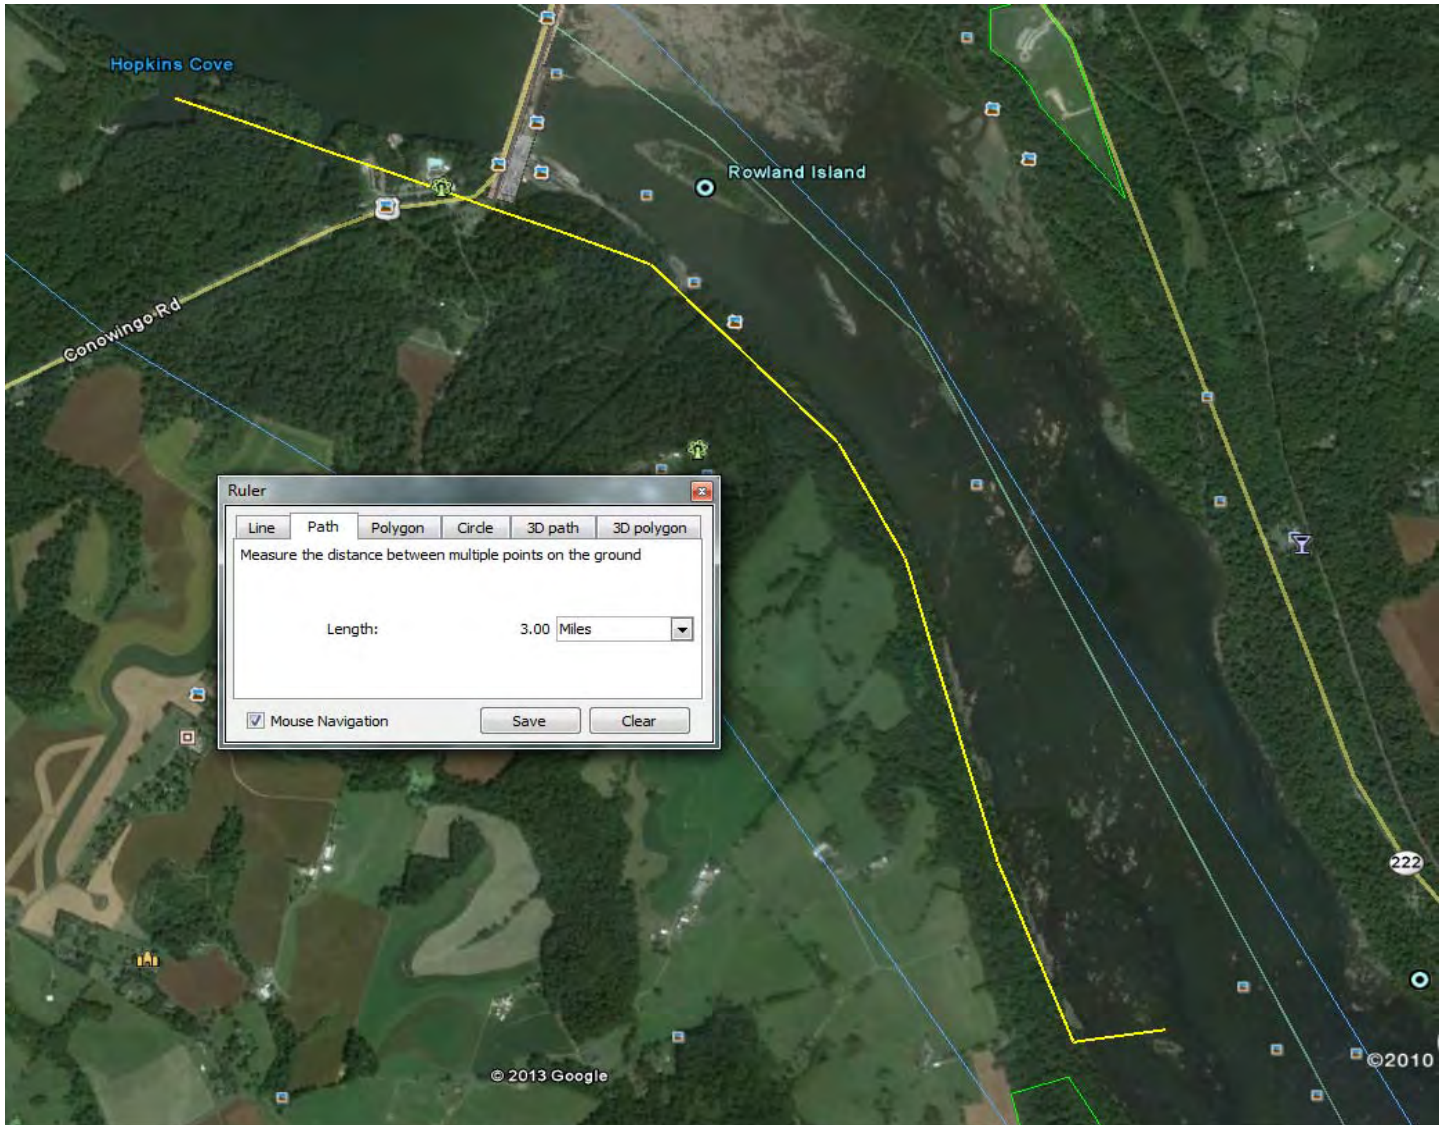 Hopkins Cove
Rowland Island
Conowingo Rd
Ruler
Line Path Polygon Circle 3D path 3D polygon
Measure the distance between multiple points on the ground
Length: 3.00 Miles
Mouse Navigation Save Clear
222
© 2013 Google
©2010